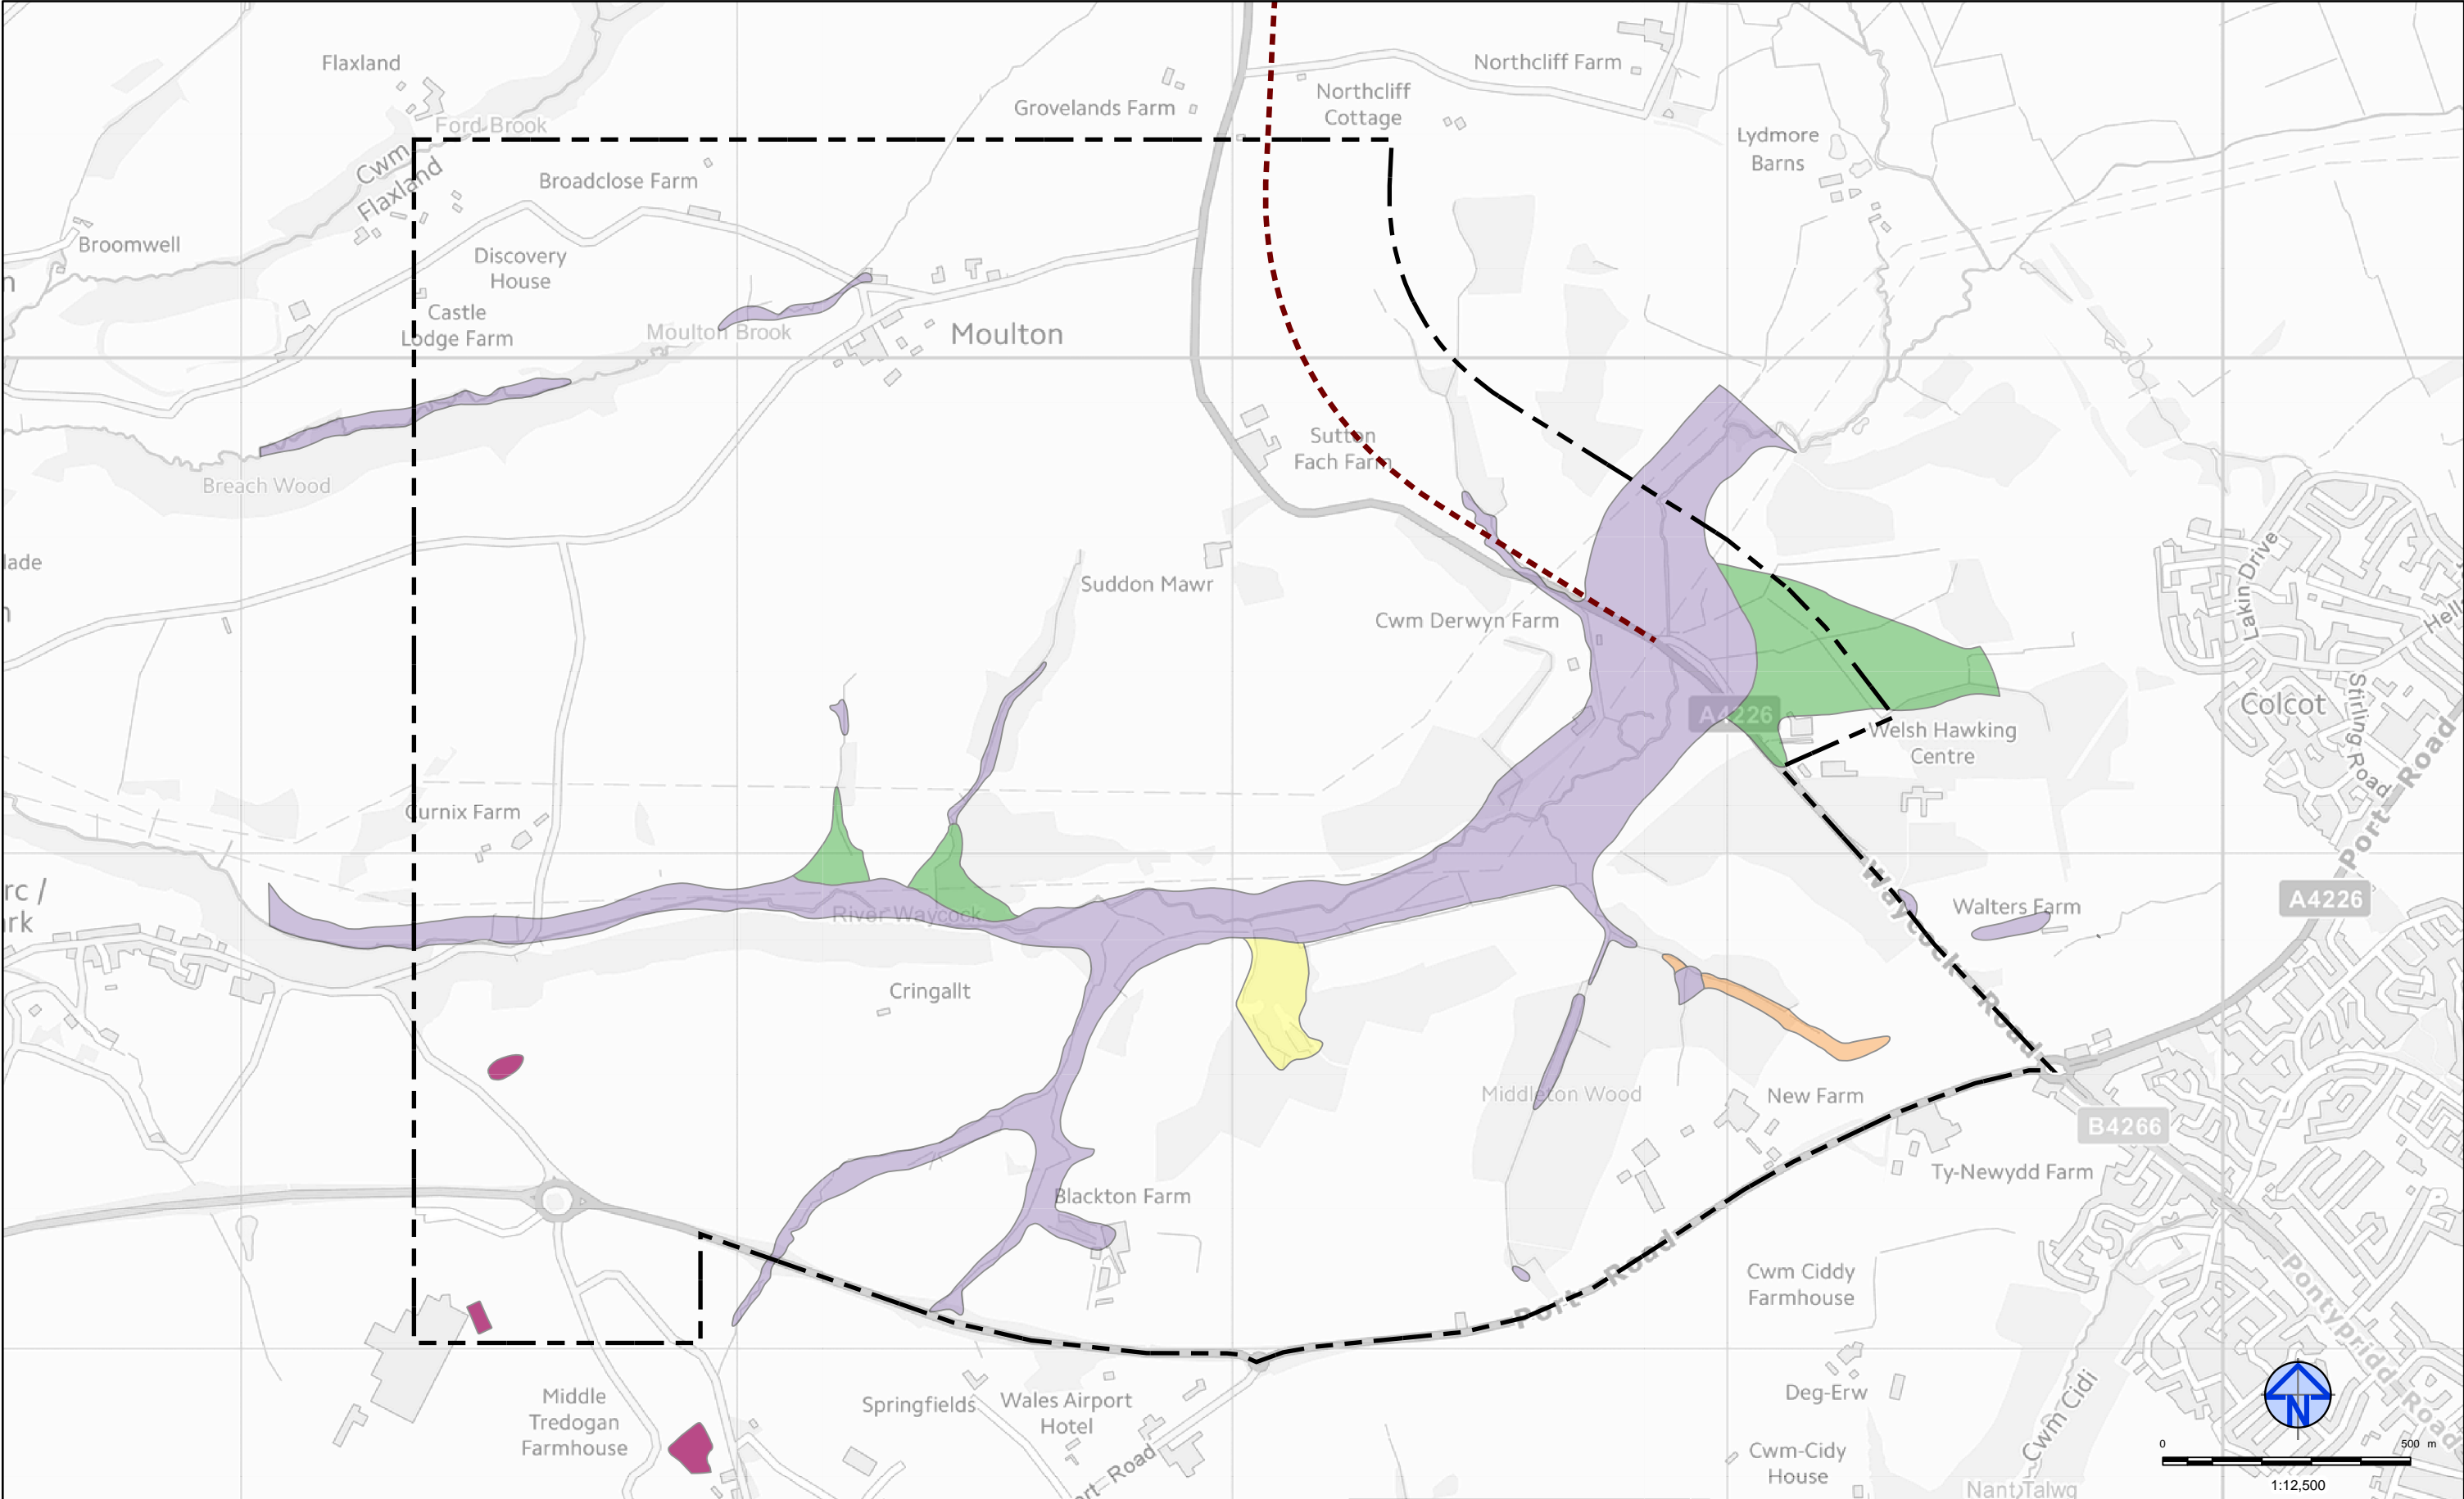 Flaxland
Northcliff Farm
Grovelands Farm
Northcliff
Cottage
Ford Brook
Lydmore
Barns
Cwm
Flaxland
Broadclose Farm
Broomwell
Discovery
House
n
Castle
Lodge Farm
Moulton Brook
Moulton
Sutton
Fach Farm
Breach Wood
lade
Suddon Mawr
Lakin Drive
Cwm Derwyn Farm
Stirling Road
Colcot
A4226
Welsh Hawking
Centre
Port Road
Curnix Farm
rc /
ark
River Waycock
Waycock Road
Walters Farm
A4226
Cringallt
Middleton Wood
New Farm
B4266
Ty-Newydd Farm
Blackton Farm
Port Road
Cwm Ciddy
Farmhouse
Pontypridd Road
Middle
Tredogan
Farmhouse
Springfields
Wales Airport
Hotel
Deg-Erw
Cwm Cidi
N
ort Road
Cwm-Cidy
House
0 500 m
1:12,500
Nant Talwg